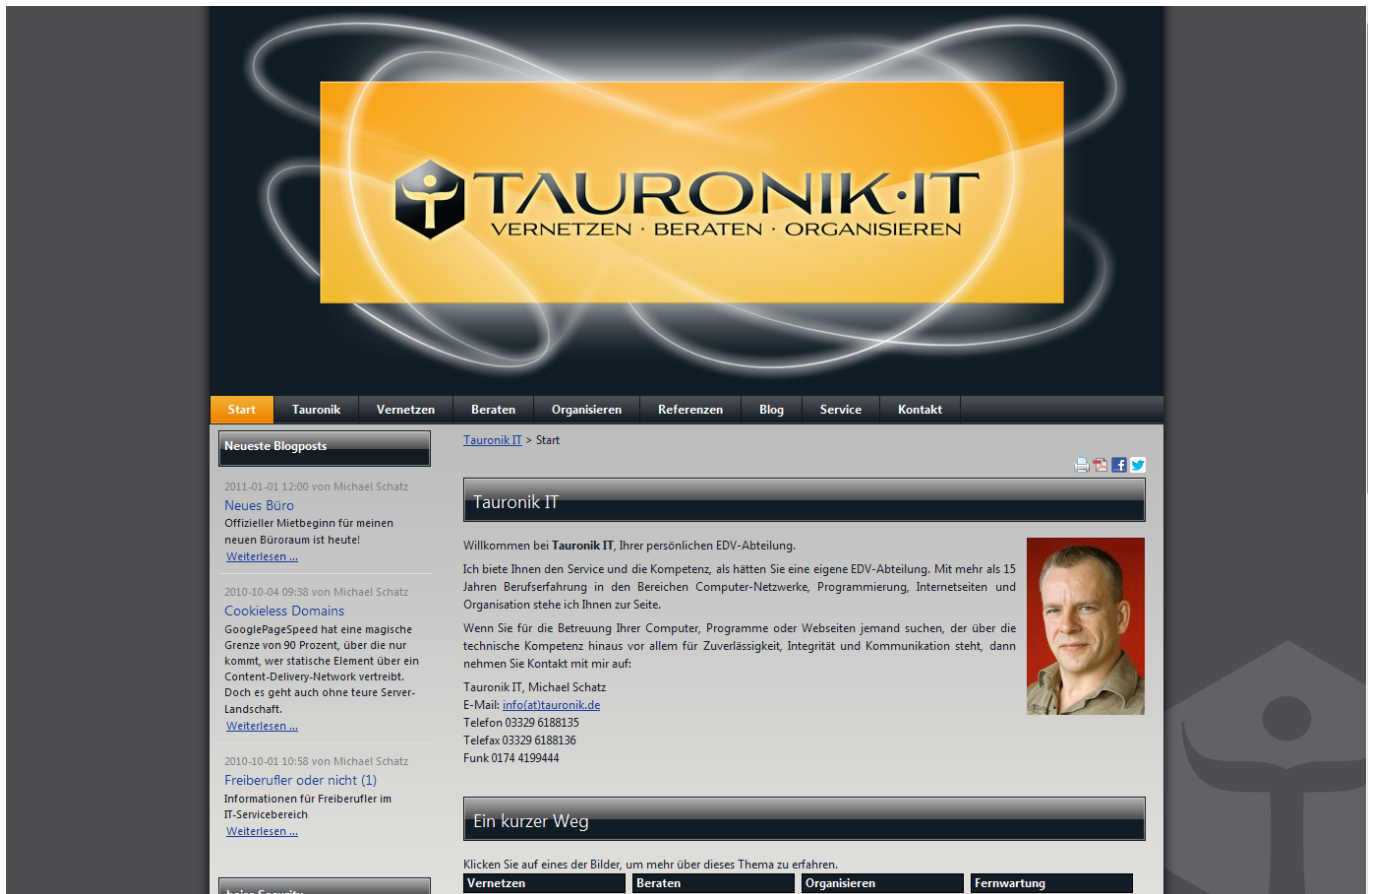 TAURONIK·IT
VERNETZEN · BERATEN · ORGANISIEREN
Start Tauronik Vernetzen Beraten Organisieren Referenzen Blog Service Kontakt
Neueste Blogposts
2011-01-01 12:00 von Michael Schatz
Neues Büro
Offizieller Mietbeginn für meinen
neuen Büroraum ist heute!
Weiterlesen ...
2010-10-04 09:38 von Michael Schatz
Cookieless Domains
GooglePageSpeed hat eine magische
Grenze von 90 Prozent, über die nur
kommt, wer statische Element über ein
Content-Delivery-Network vertreibt.
Doch es geht auch ohne teure Server-
Landschaft.
Weiterlesen ...
2010-10-01 10:58 von Michael Schatz
Freiberufler oder nicht (1)
Informationen für Freiberufler im
IT-Servicebereich
Weiterlesen ...
heise Security
Tauronik IT > Start
Tauronik IT
Willkommen bei Tauronik IT, Ihrer persönlichen EDV-Abteilung.
Ich biete Ihnen den Service und die Kompetenz, als hätten Sie eine eigene EDV-Abteilung. Mit mehr als 15
Jahren Berufserfahrung in den Bereichen Computer-Netzwerke, Programmierung, Internetseiten und
Organisation stehe ich Ihnen zur Seite.
Wenn Sie für die Betreuung Ihrer Computer, Programme oder Webseiten jemand suchen, der über die
technische Kompetenz hinaus vor allem für Zuverlässigkeit, Integrität und Kommunikation steht, dann
nehmen Sie Kontakt mit mir auf:
Tauronik IT, Michael Schatz
E-Mail: info(at)tauronik.de
Telefon 03329 6188135
Telefax 03329 6188136
Funk 0174 4199444
Ein kurzer Weg
Klicken Sie auf eines der Bilder, um mehr über dieses Thema zu erfahren.
Vernetzen Beraten Organisieren Fernwartung